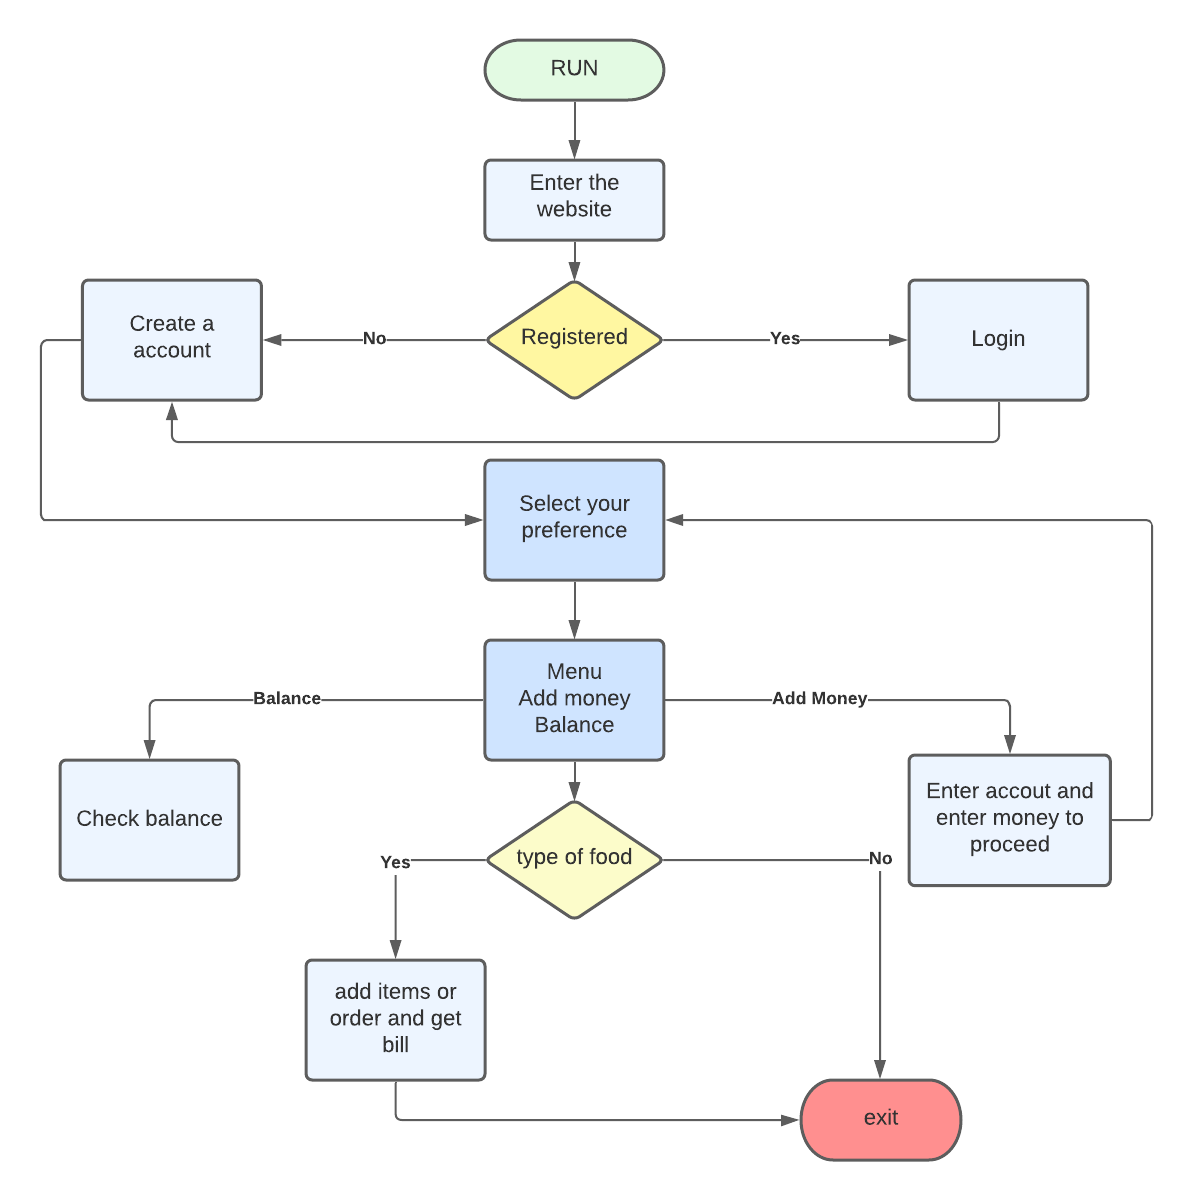 RUN
Enter the
website
Create a
account
No
Registered
Yes
Login
Select your
preference
Balance
Menu
Add money
Balance
Add Money
Check balance
Enter accout and
enter money to
proceed
Yes
type of food
No
add items or
order and get
bill
exit